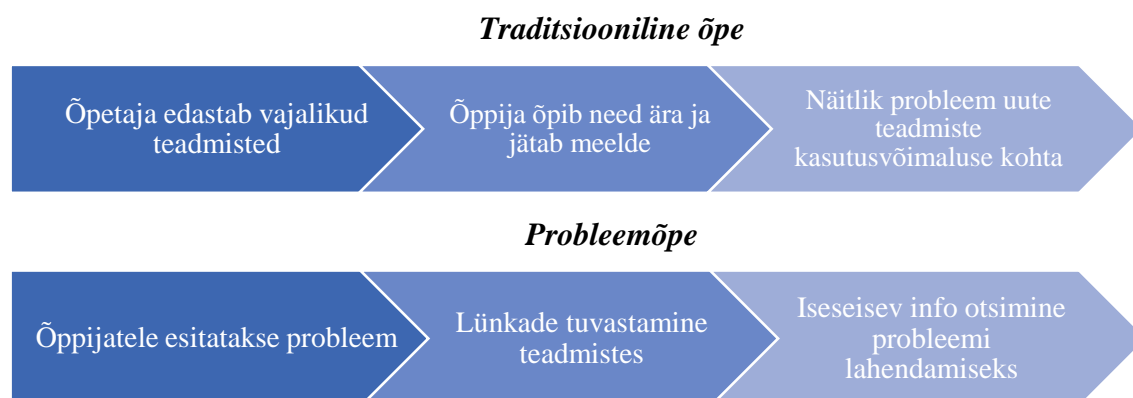 Traditsiooniline õpe
Õpetaja edastab vajalikud
teadmisted
Õppija õpib need ära ja
jätab meelde
Näitlik probleem uute
teadmiste
kasutusvõimaluse kohta
Probleemõpe
Õppijatele esitatakse probleem
Lünkade tuvastamine
teadmistes
Iseseisev info otsimine
probleemi
lahendamiseks